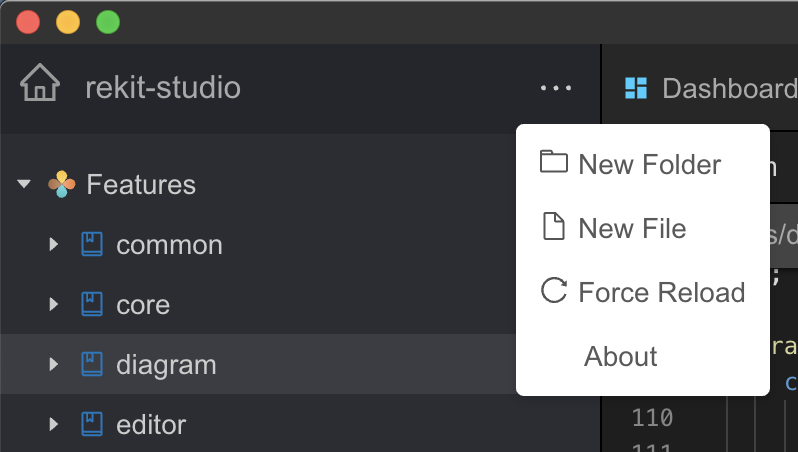 rekit-studio
Dashboard
Features
common
core
diagram
editor
New Folder
New File
Force Reload
About
n
s/d
;
ra
c
110
111